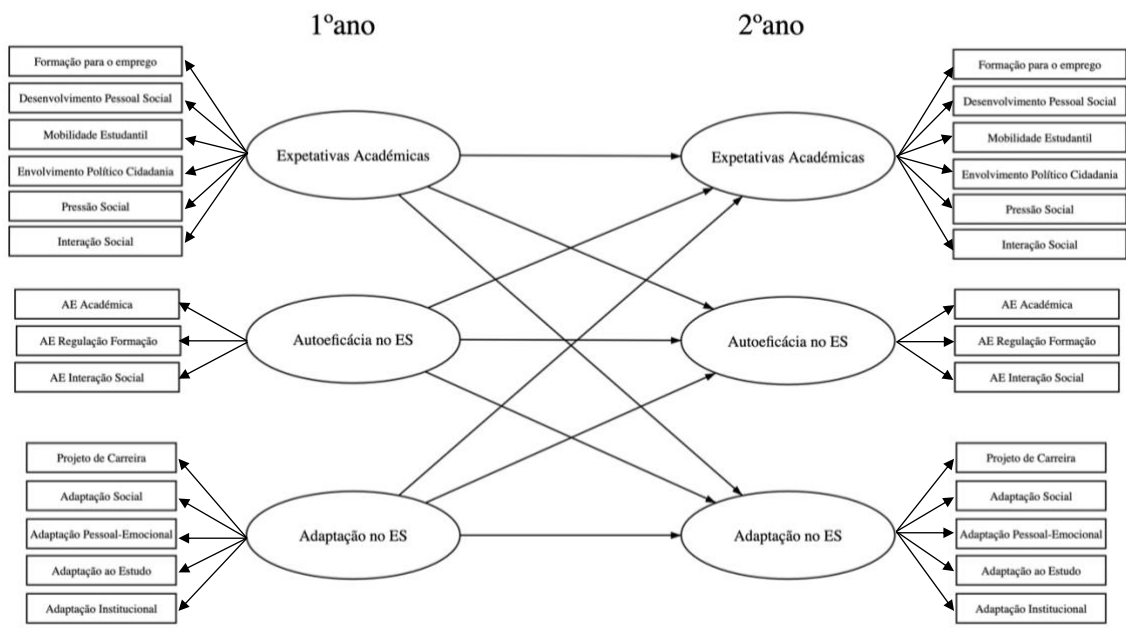 1ºano
2ºano
Formação para o emprego
Desenvolvimento Pessoal Social
Mobilidade Estudantil
Envolvimento Político Cidadania
Pressão Social
Interação Social
Expetativas Académicas
Expetativas Académicas
Formação para o emprego
Desenvolvimento Pessoal Social
Mobilidade Estudantil
Envolvimento Político Cidadania
Pressão Social
Interação Social
AE Académica
AE Regulação Formação
AE Interação Social
Autoeficácia no ES
Autoeficácia no ES
AE Académica
AE Regulação Formação
AE Interação Social
Projeto de Carreira
Adaptação Social
Adaptação Pessoal-Emocional
Adaptação ao Estudo
Adaptação Institucional
Adaptação no ES
Adaptação no ES
Projeto de Carreira
Adaptação Social
Adaptação Pessoal-Emocional
Adaptação ao Estudo
Adaptação Institucional